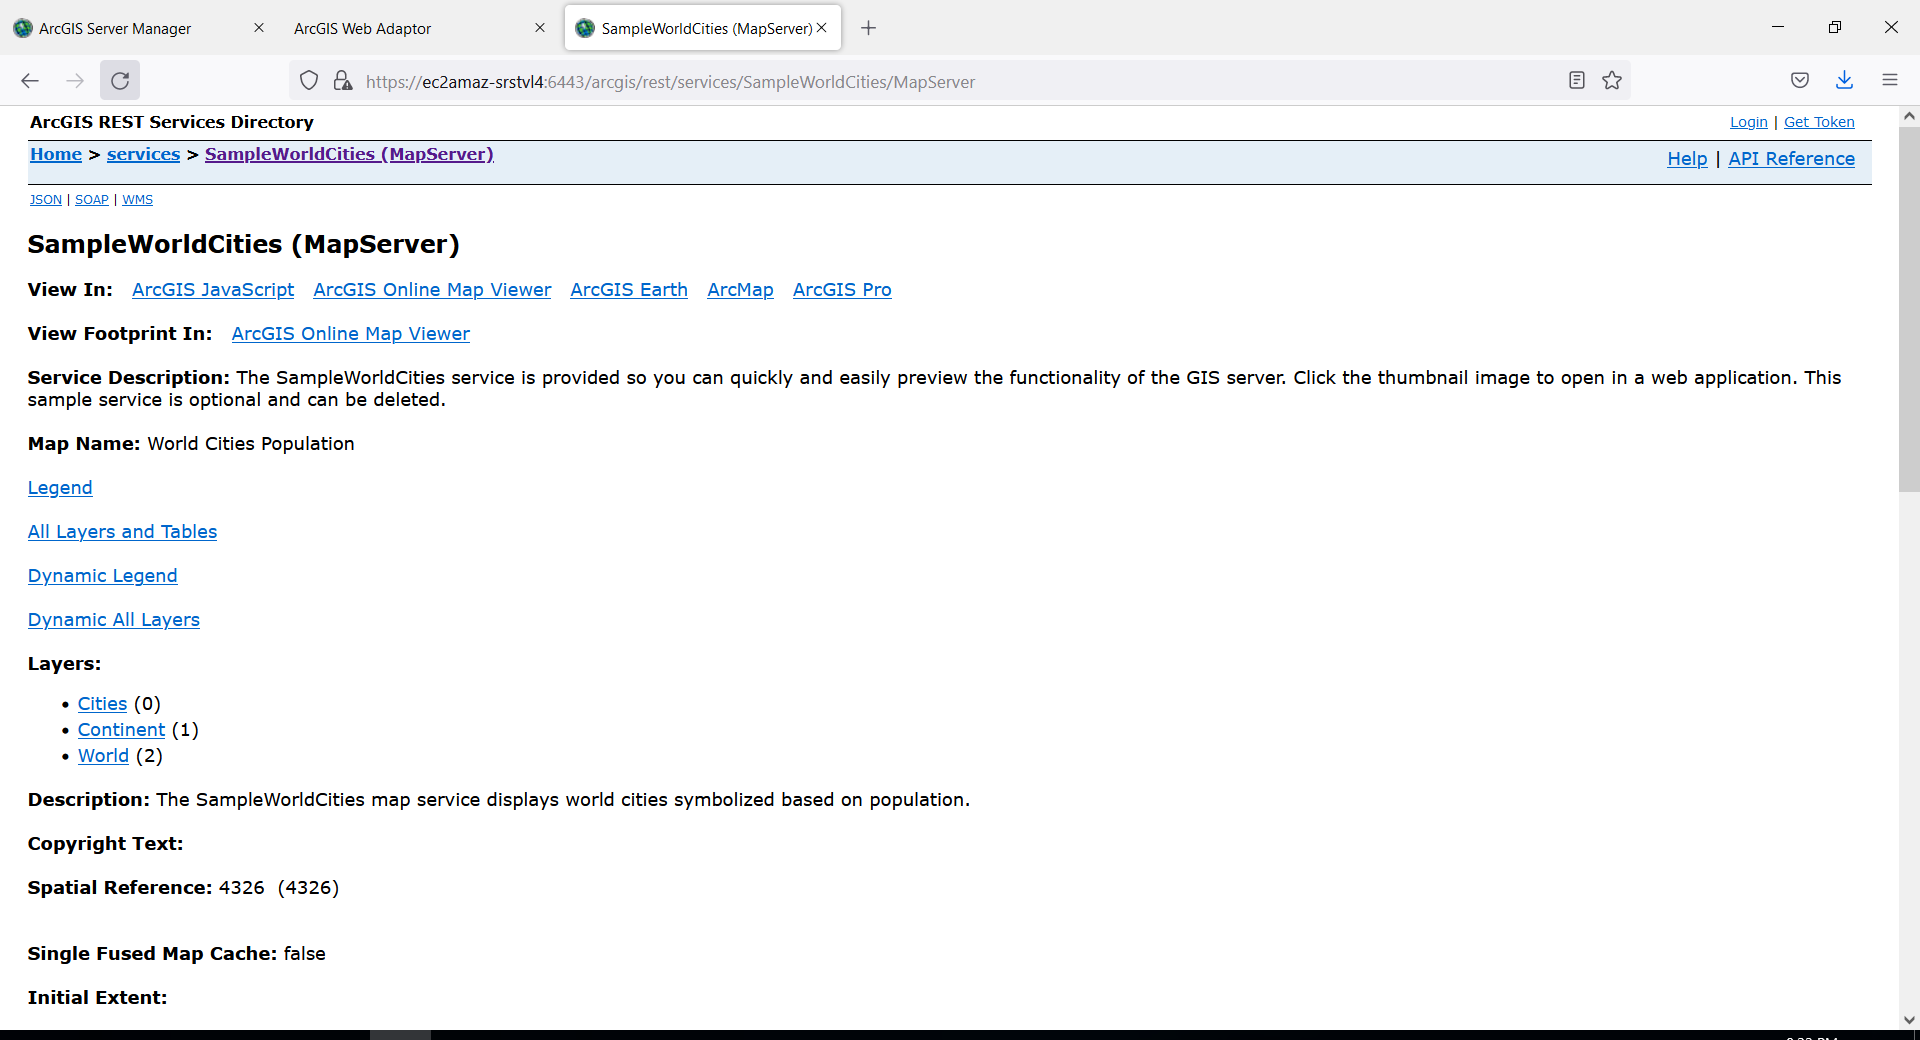 ArcGIS Server Manager
ArcGIS Web Adaptor
SampleWorldCities (MapServer)
https://ec2amaz-srstvl4:6443/arcgis/rest/services/SampleWorldCities/MapServer
ArcGIS REST Services Directory
Login | Get Token
Home > services > SampleWorldCities (MapServer)
Help | API Reference
JSON | SOAP | WMS
SampleWorldCities (MapServer)
View In: ArcGIS JavaScript ArcGIS Online Map Viewer ArcGIS Earth ArcMap ArcGIS Pro
View Footprint In: ArcGIS Online Map Viewer
Service Description: The SampleWorldCities service is provided so you can quickly and easily preview the functionality of the GIS server. Click the thumbnail image to open in a web application. This
sample service is optional and can be deleted.
Map Name: World Cities Population
Legend
All Layers and Tables
Dynamic Legend
Dynamic All Layers
Layers:
• Cities (0)
• Continent (1)
• World (2)
Description: The SampleWorldCities map service displays world cities symbolized based on population.
Copyright Text:
Spatial Reference: 4326 (4326)
Single Fused Map Cache: false
Initial Extent: